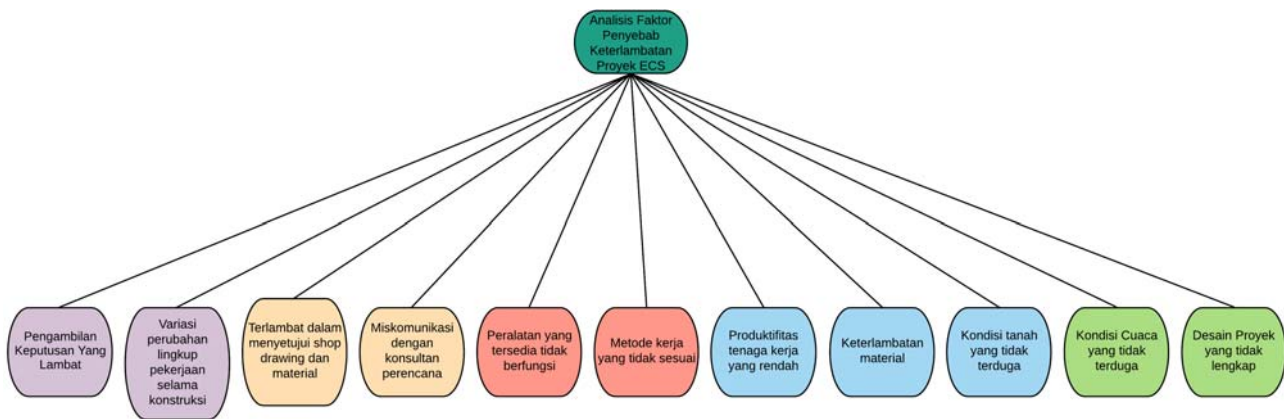 Analisis Faktor
Penyebab
Keterlambatan
Proyek ECS
Pengambilan
Keputusan Yang
Lambat
Variasi
perubahan
lingkup
pekerjaan
selama
konstruksi
Terlambat dalam
menyetujui shop
drawing dan
material
Miskomunikasi
dengan
konsultan
perencana
Peralatan yang
tersedia tidak
berfungsi
Metode kerja
yang tidak sesuai
Produktifitas
tenaga kerja
yang rendah
Keterlambatan
material
Kondisi tanah
yang tidak
terduga
Kondisi Cuaca
yang tidak
terduga
Desain Proyek
yang tidak
lengkap